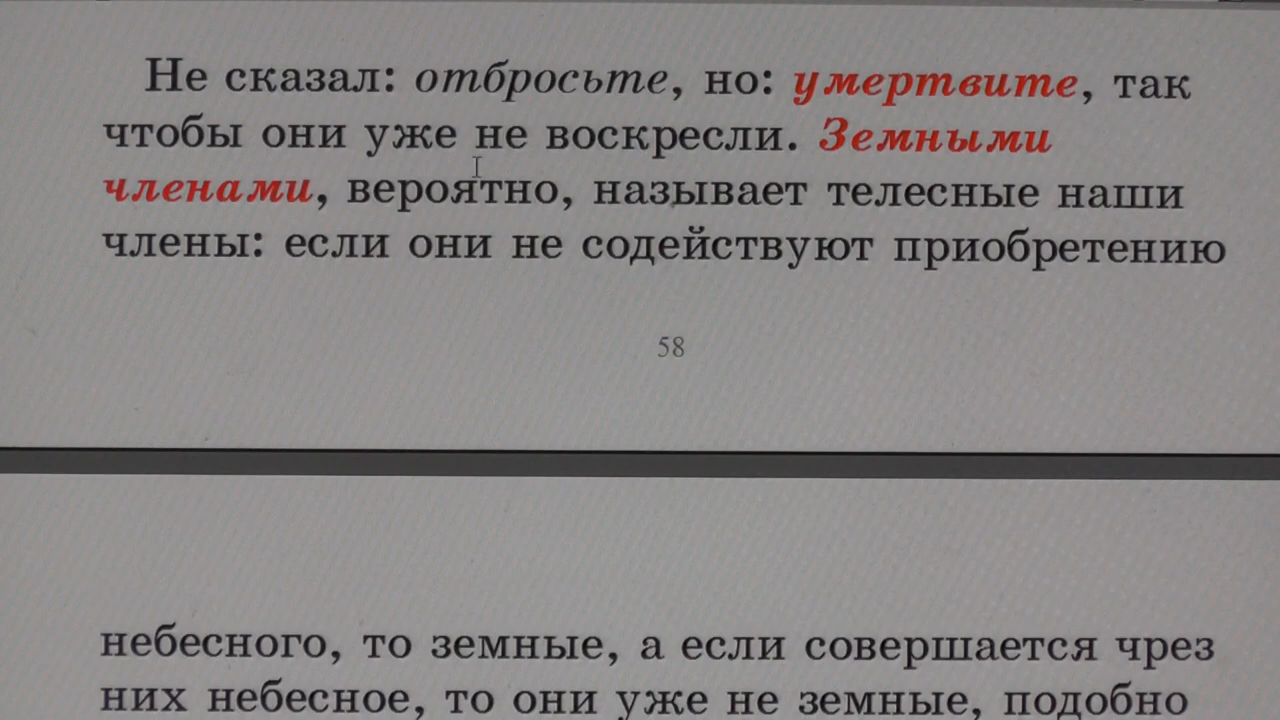 Не сказал: отбросьте, но: умертвите, так
чтобы они уже не воскресли. Земными
членами, вероятно, называет телесные наши
члены: если они не содействуют приобретению
58
небесного, то земные, а если совершается чрез
них небесное, то они уже не земные, подобно